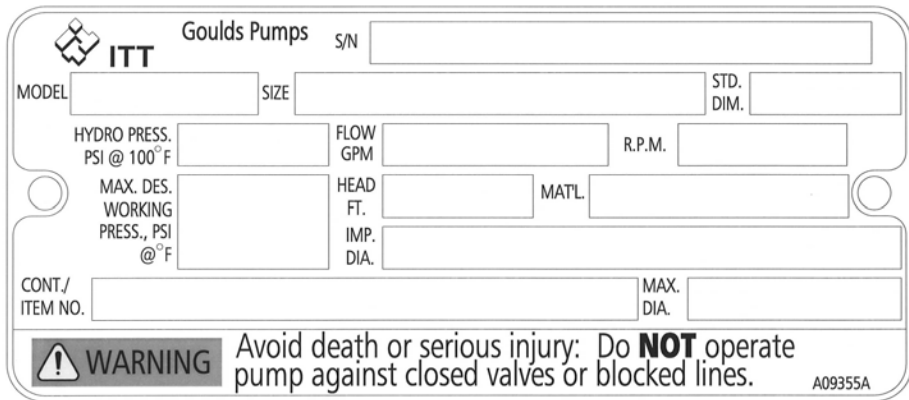 ITT
Goulds Pumps
S/N
MODEL
SIZE
STD.
DIM.
HYDRO PRESS.
PSI @ 100°F
FLOW
GPM
R.P.M.
MAX. DES.
WORKING
PRESS., PSI
@°F
HEAD
FT.
MAT'L.
IMP.
DIA.
CONT./
ITEM NO.
MAX.
DIA.
WARNING
Avoid death or serious injury: Do NOT operate
pump against closed valves or blocked lines.
A09355A